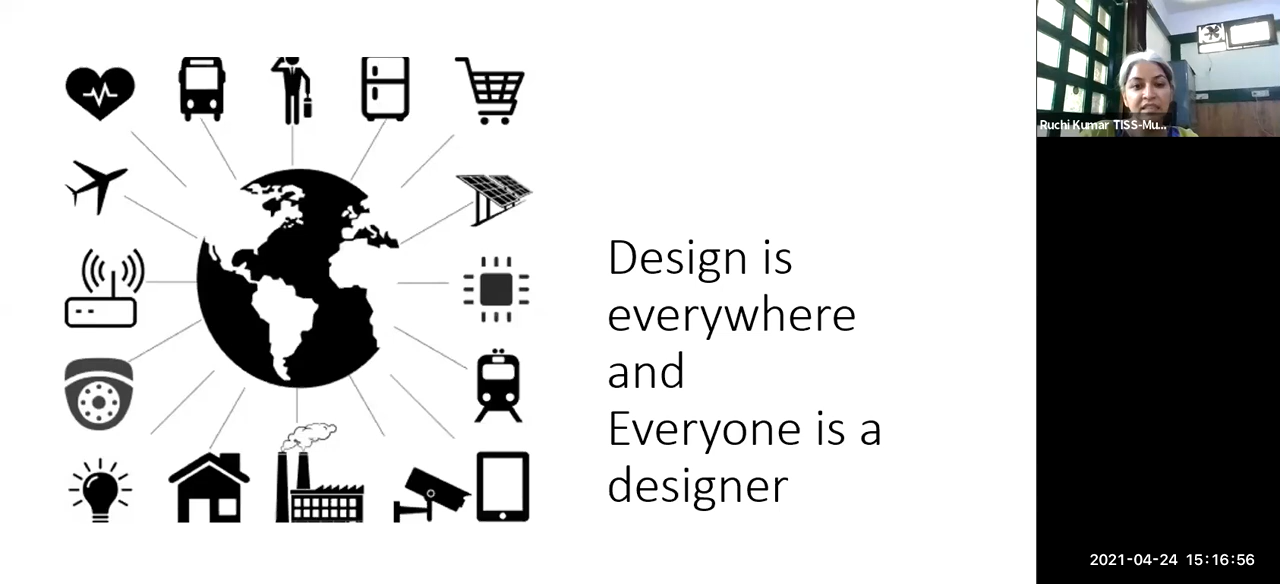 Design is
everywhere
and
Everyone is a
designer
Ruchi Kumar TISS-Mu...
2021-04-24 15:16:56